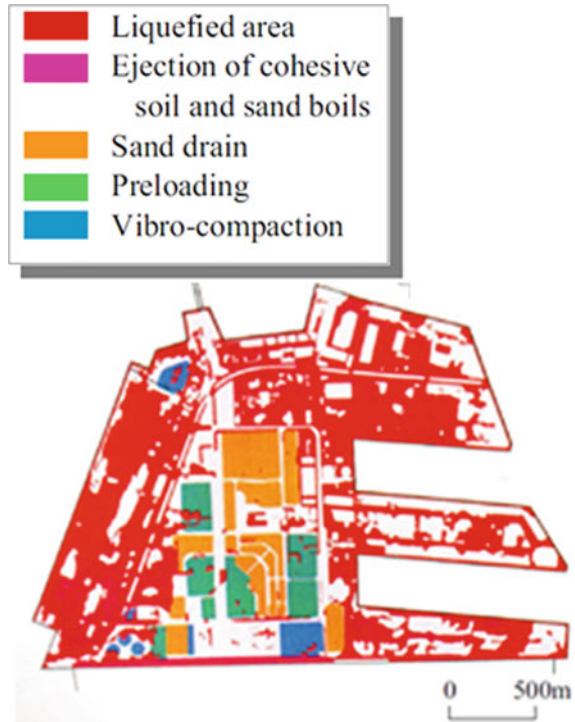 Liquefied area
Ejection of cohesive
soil and sand boils
Sand drain
Preloading
Vibro-compaction
0 500m